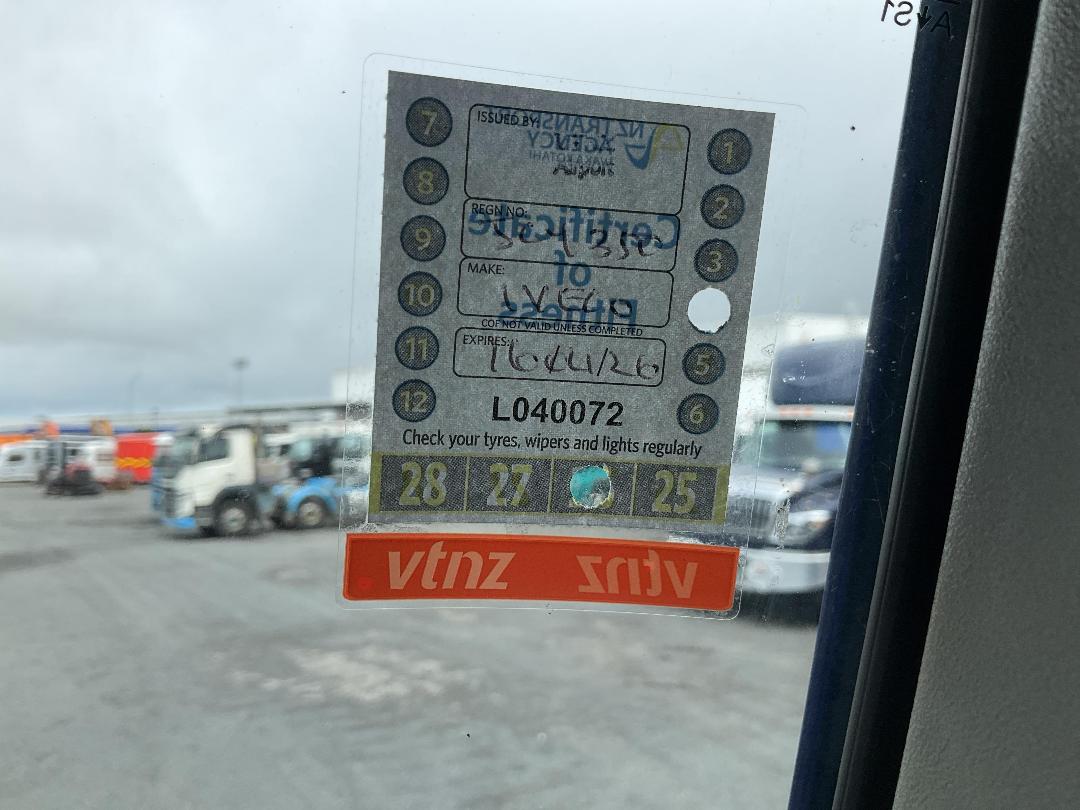 ISSUED BY:
NZ TRANSPORT
AGENCY
WAKA KOTAHI
REGN NO:
Certificate
of
Fitness
MAKE:
IVECO
COF NOT VALID UNLESS COMPLETED
EXPIRES:
16/4/26
L040072
Check your tyres, wipers and lights regularly
7
8
9
10
11
12
1
2
3
5
6
28 27 25
vtnz vtnz